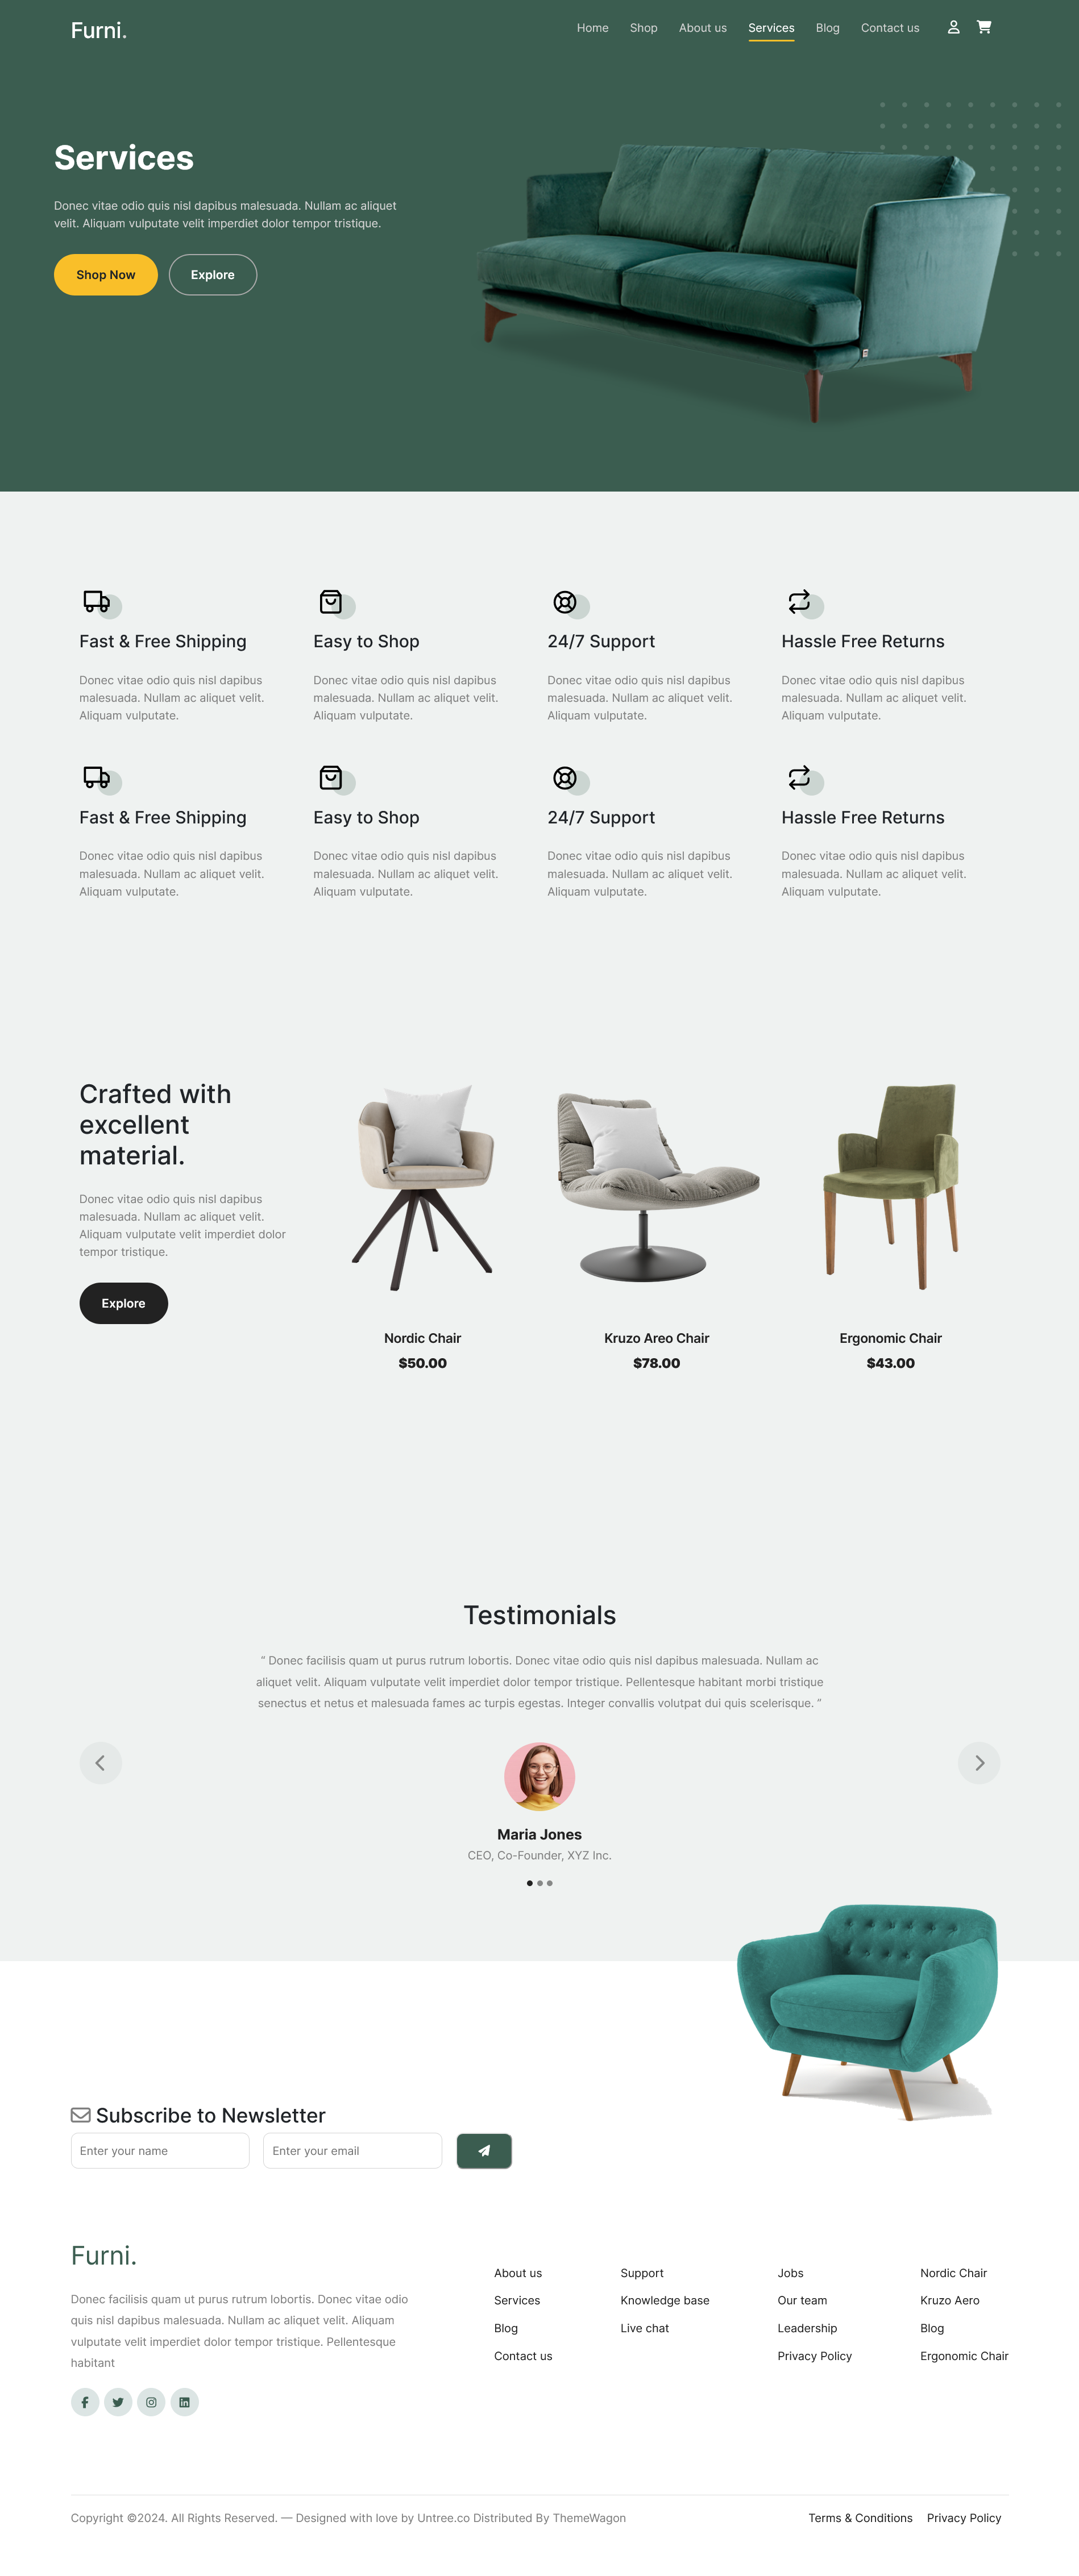 Furni.
Home
Shop
About us
Services
Blog
Contact us
Services
Donec vitae odio quis nisl dapibus malesuada. Nullam ac aliquet
velit. Aliquam vulputate velit imperdiet dolor tempor tristique.
Shop Now
Explore
Fast & Free Shipping
Donec vitae odio quis nisl dapibus
malesuada. Nullam ac aliquet velit.
Aliquam vulputate.
Easy to Shop
Donec vitae odio quis nisl dapibus
malesuada. Nullam ac aliquet velit.
Aliquam vulputate.
24/7 Support
Donec vitae odio quis nisl dapibus
malesuada. Nullam ac aliquet velit.
Aliquam vulputate.
Hassle Free Returns
Donec vitae odio quis nisl dapibus
malesuada. Nullam ac aliquet velit.
Aliquam vulputate.
Fast & Free Shipping
Donec vitae odio quis nisl dapibus
malesuada. Nullam ac aliquet velit.
Aliquam vulputate.
Easy to Shop
Donec vitae odio quis nisl dapibus
malesuada. Nullam ac aliquet velit.
Aliquam vulputate.
24/7 Support
Donec vitae odio quis nisl dapibus
malesuada. Nullam ac aliquet velit.
Aliquam vulputate.
Hassle Free Returns
Donec vitae odio quis nisl dapibus
malesuada. Nullam ac aliquet velit.
Aliquam vulputate.
Crafted with
excellent
material.
Donec vitae odio quis nisl dapibus
malesuada. Nullam ac aliquet velit.
Aliquam vulputate velit imperdiet dolor
tempor tristique.
Explore
Nordic Chair
$50.00
Kruzo Areo Chair
$78.00
Ergonomic Chair
$43.00
Testimonials
“ Donec facilisis quam ut purus rutrum lobortis. Donec vitae odio quis nisl dapibus malesuada. Nullam ac
aliquet velit. Aliquam vulputate velit imperdiet dolor tempor tristique. Pellentesque habitant morbi tristique
senectus et netus et malesuada fames ac turpis egestas. Integer convallis volutpat dui quis scelerisque. ”
Maria Jones
CEO, Co-Founder, XYZ Inc.
Subscribe to Newsletter
Enter your name
Enter your email
Furni.
Donec facilisis quam ut purus rutrum lobortis. Donec vitae odio
quis nisl dapibus malesuada. Nullam ac aliquet velit. Aliquam
vulputate velit imperdiet dolor tempor tristique. Pellentesque
habitant
About us
Services
Blog
Contact us
Support
Knowledge base
Live chat
Jobs
Our team
Leadership
Privacy Policy
Nordic Chair
Kruzo Aero
Blog
Ergonomic Chair
Copyright ©2024. All Rights Reserved. — Designed with love by Untree.co Distributed By ThemeWagon
Terms & Conditions
Privacy Policy